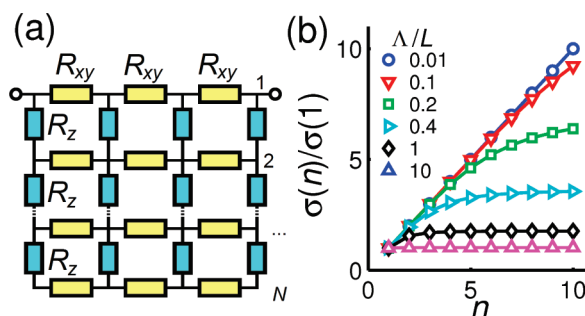 (a)
R_xy R_xy R_xy 1
R_z
2
R_z
...
R_z
N
(b)
Λ/L
0.01
0.1
0.2
0.4
1
10
σ(n)/σ(1)
10
5
1
0 5 10
n